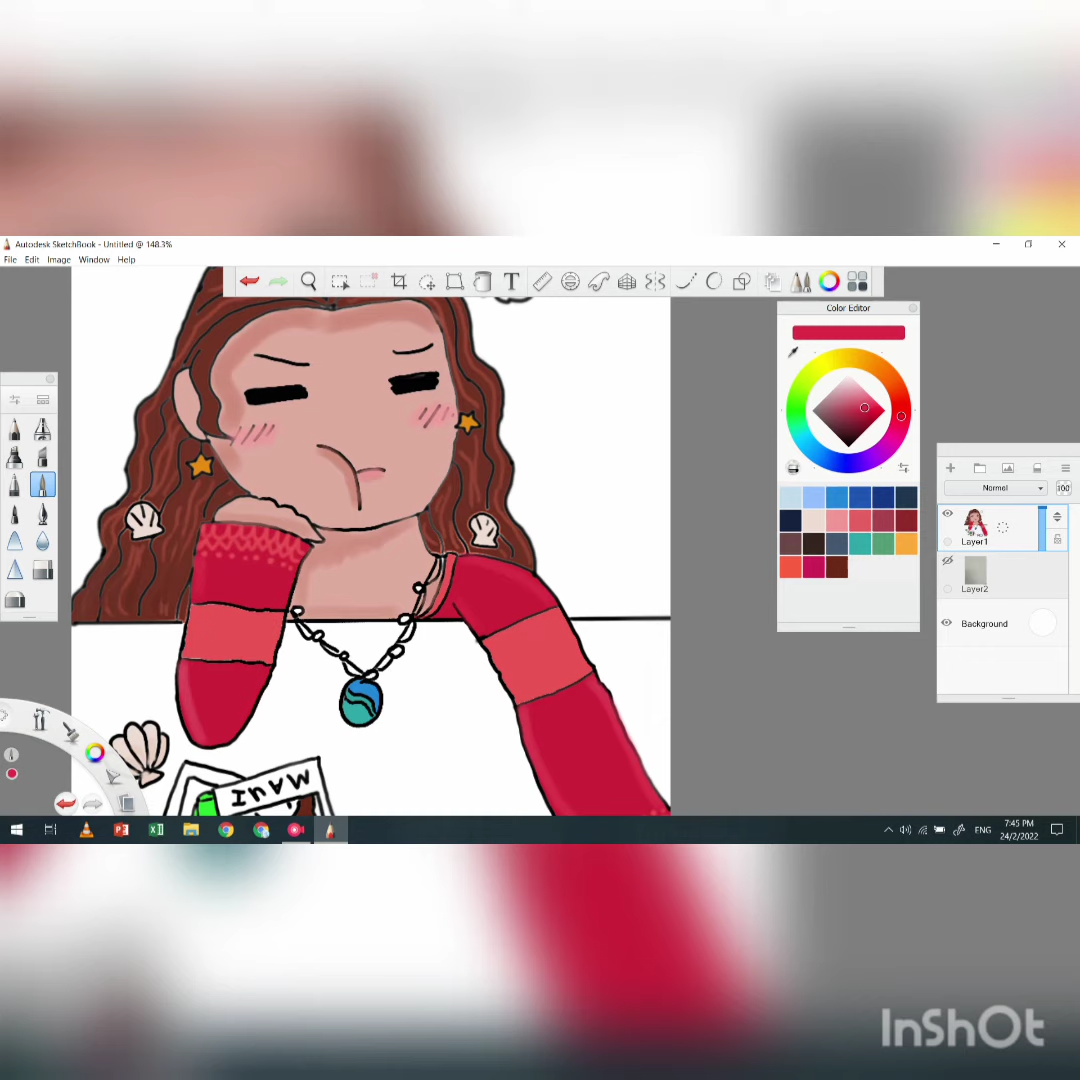 Autodesk SketchBook - Untitled @ 148.3%
File Edit Image Window Help
T
Color Editor
Normal
100
Layer1
Layer2
Background
MAUI
ENG
7:45 PM
24/2/2022
InShOt